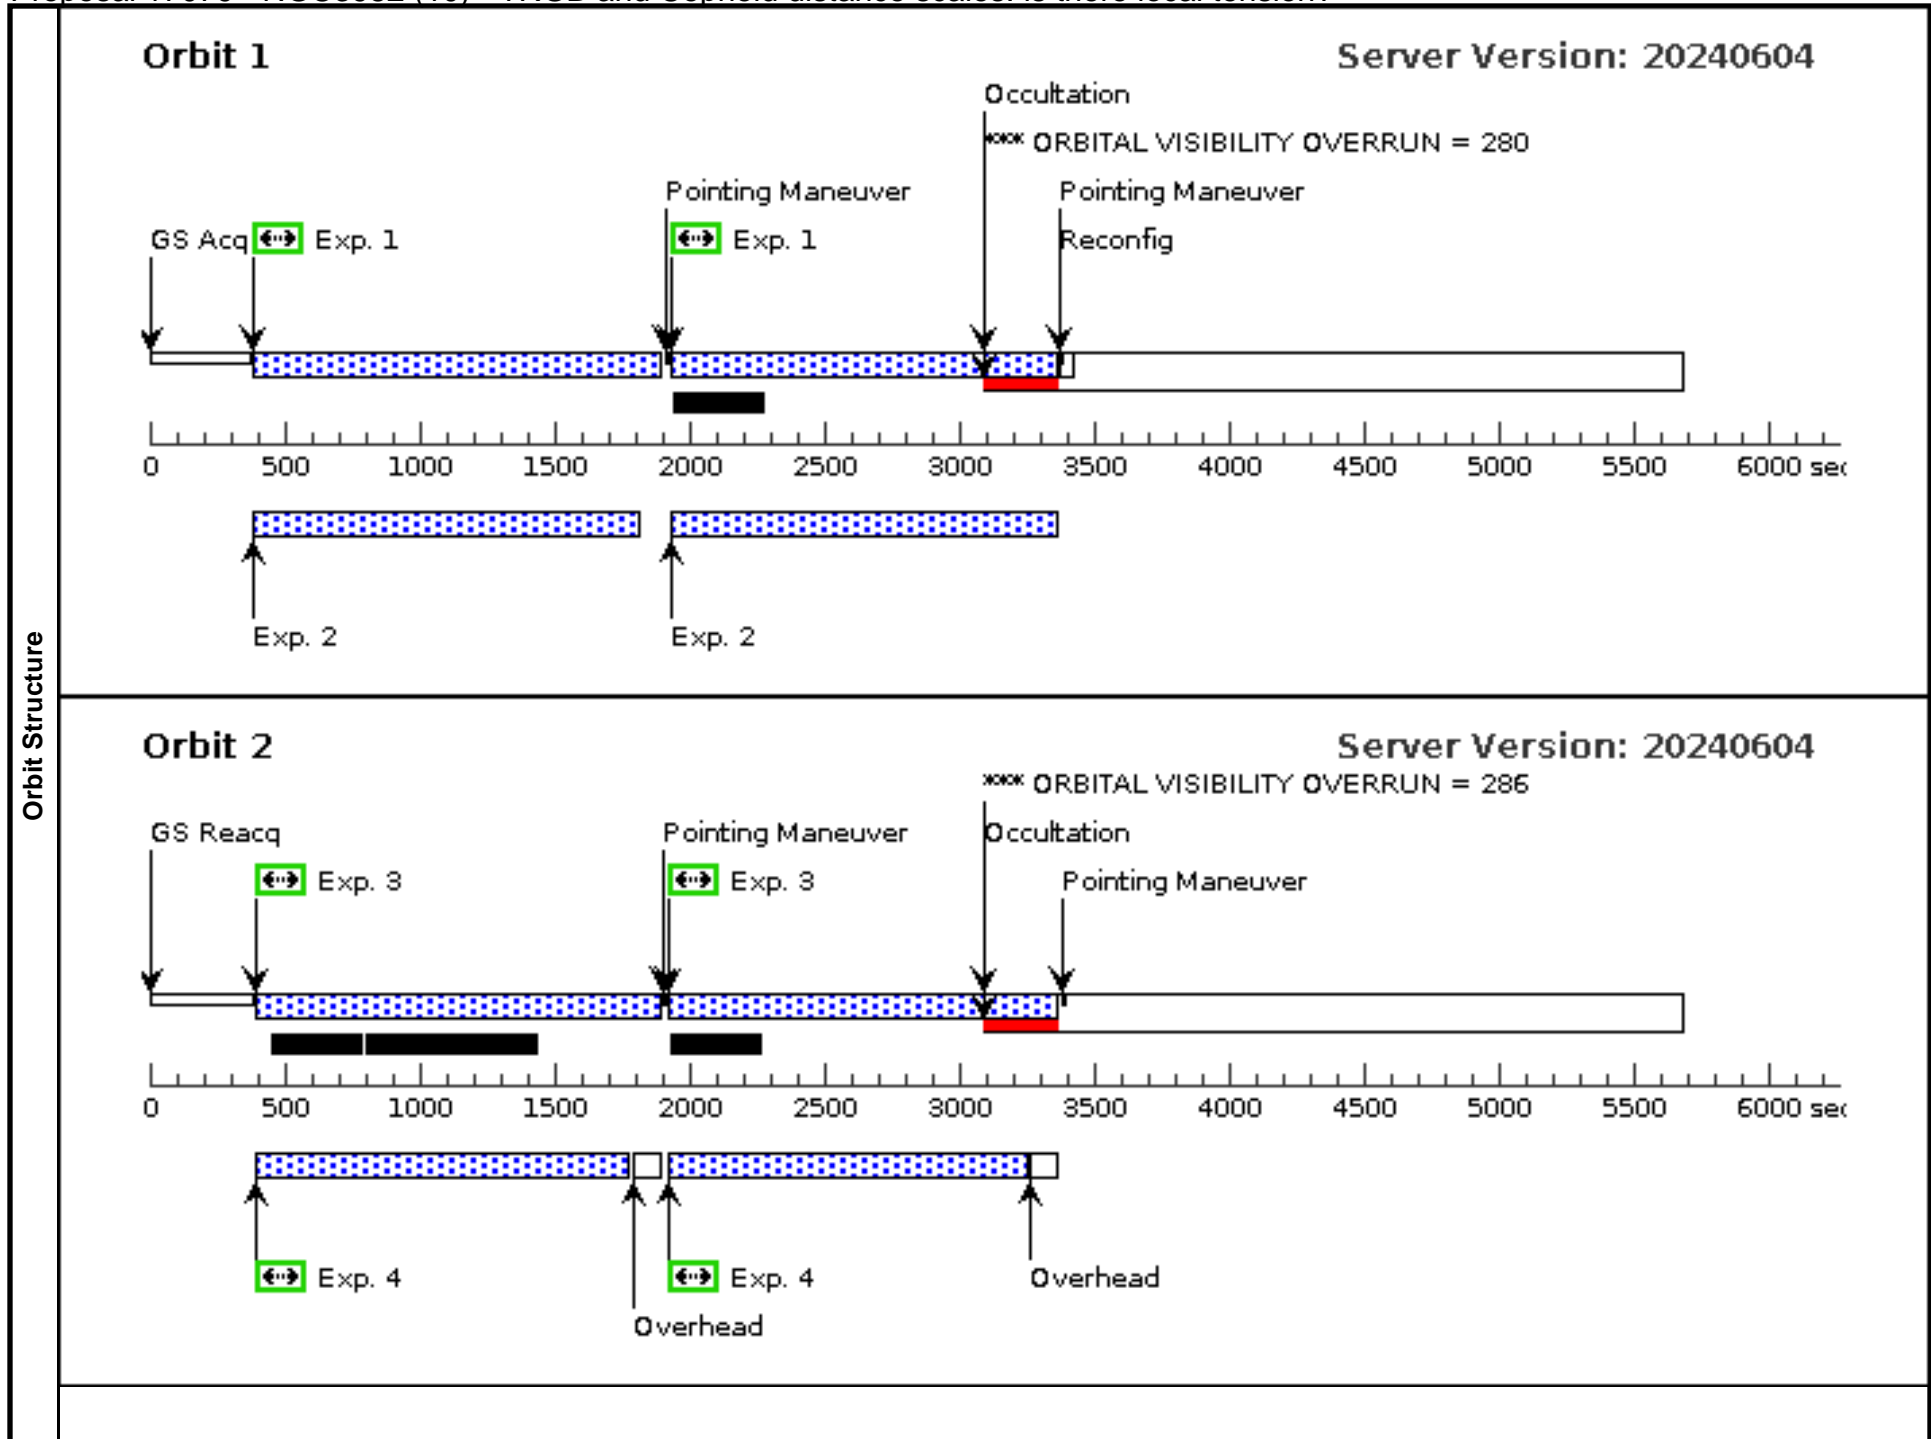 Orbit Structure
Orbit 1
Server Version: 20240604
Occultation
**** ORBITAL VISIBILITY OVERRUN = 280
Pointing Maneuver
Pointing Maneuver
GS Acq
Exp. 1
Exp. 1
Reconfig
0 500 1000 1500 2000 2500 3000 3500 4000 4500 5000 5500 6000 sec
Exp. 2
Exp. 2
Orbit 2
Server Version: 20240604
**** ORBITAL VISIBILITY OVERRUN = 286
GS Reacq
Pointing Maneuver
Occultation
Exp. 3
Exp. 3
Pointing Maneuver
0 500 1000 1500 2000 2500 3000 3500 4000 4500 5000 5500 6000 sec
Exp. 4
Exp. 4
Overhead
Overhead